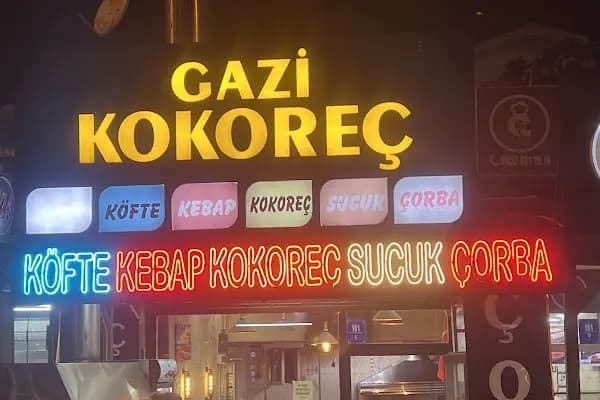 GAZİ
KOKOREÇ
KÖFTE KEBAP KOKOREÇ SUCUK ÇORBA
KÖFTE KEBAP KOKOREÇ SUCUK ÇORBA
Ç
Ç
O